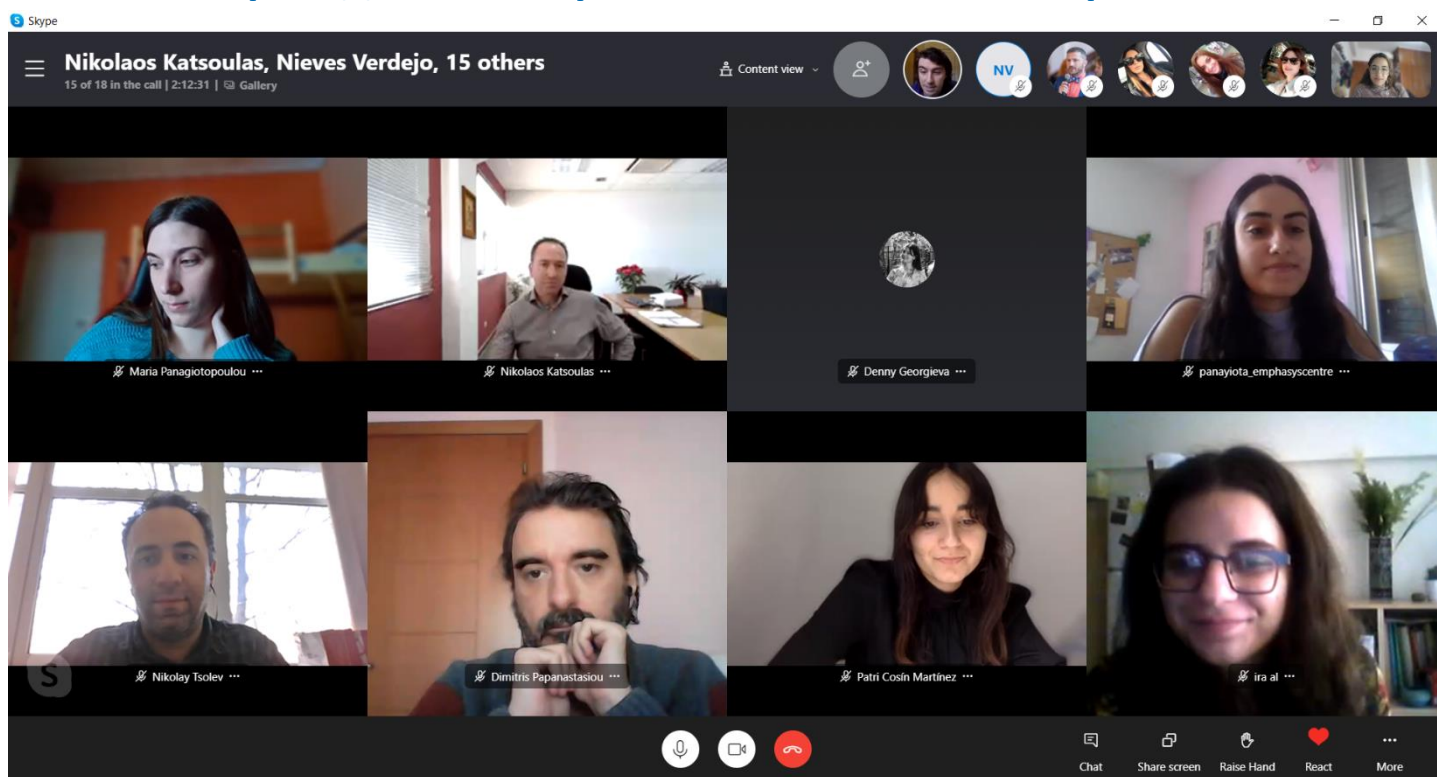 Skype
Nikolaos Katsoulas, Nieves Verdejo, 15 others
15 of 18 in the call | 2:12:31 | Gallery
Content view
NV
Maria Panagiotopoulou ···
Nikolaos Katsoulas ···
Denny Georgieva ···
panayiota_emphasyscentre ···
Nikolay Tsolev ···
Dimitris Papanastasiou ···
Patri Cosín Martínez ···
ira al ···
Chat
Share screen
Raise Hand
React
More